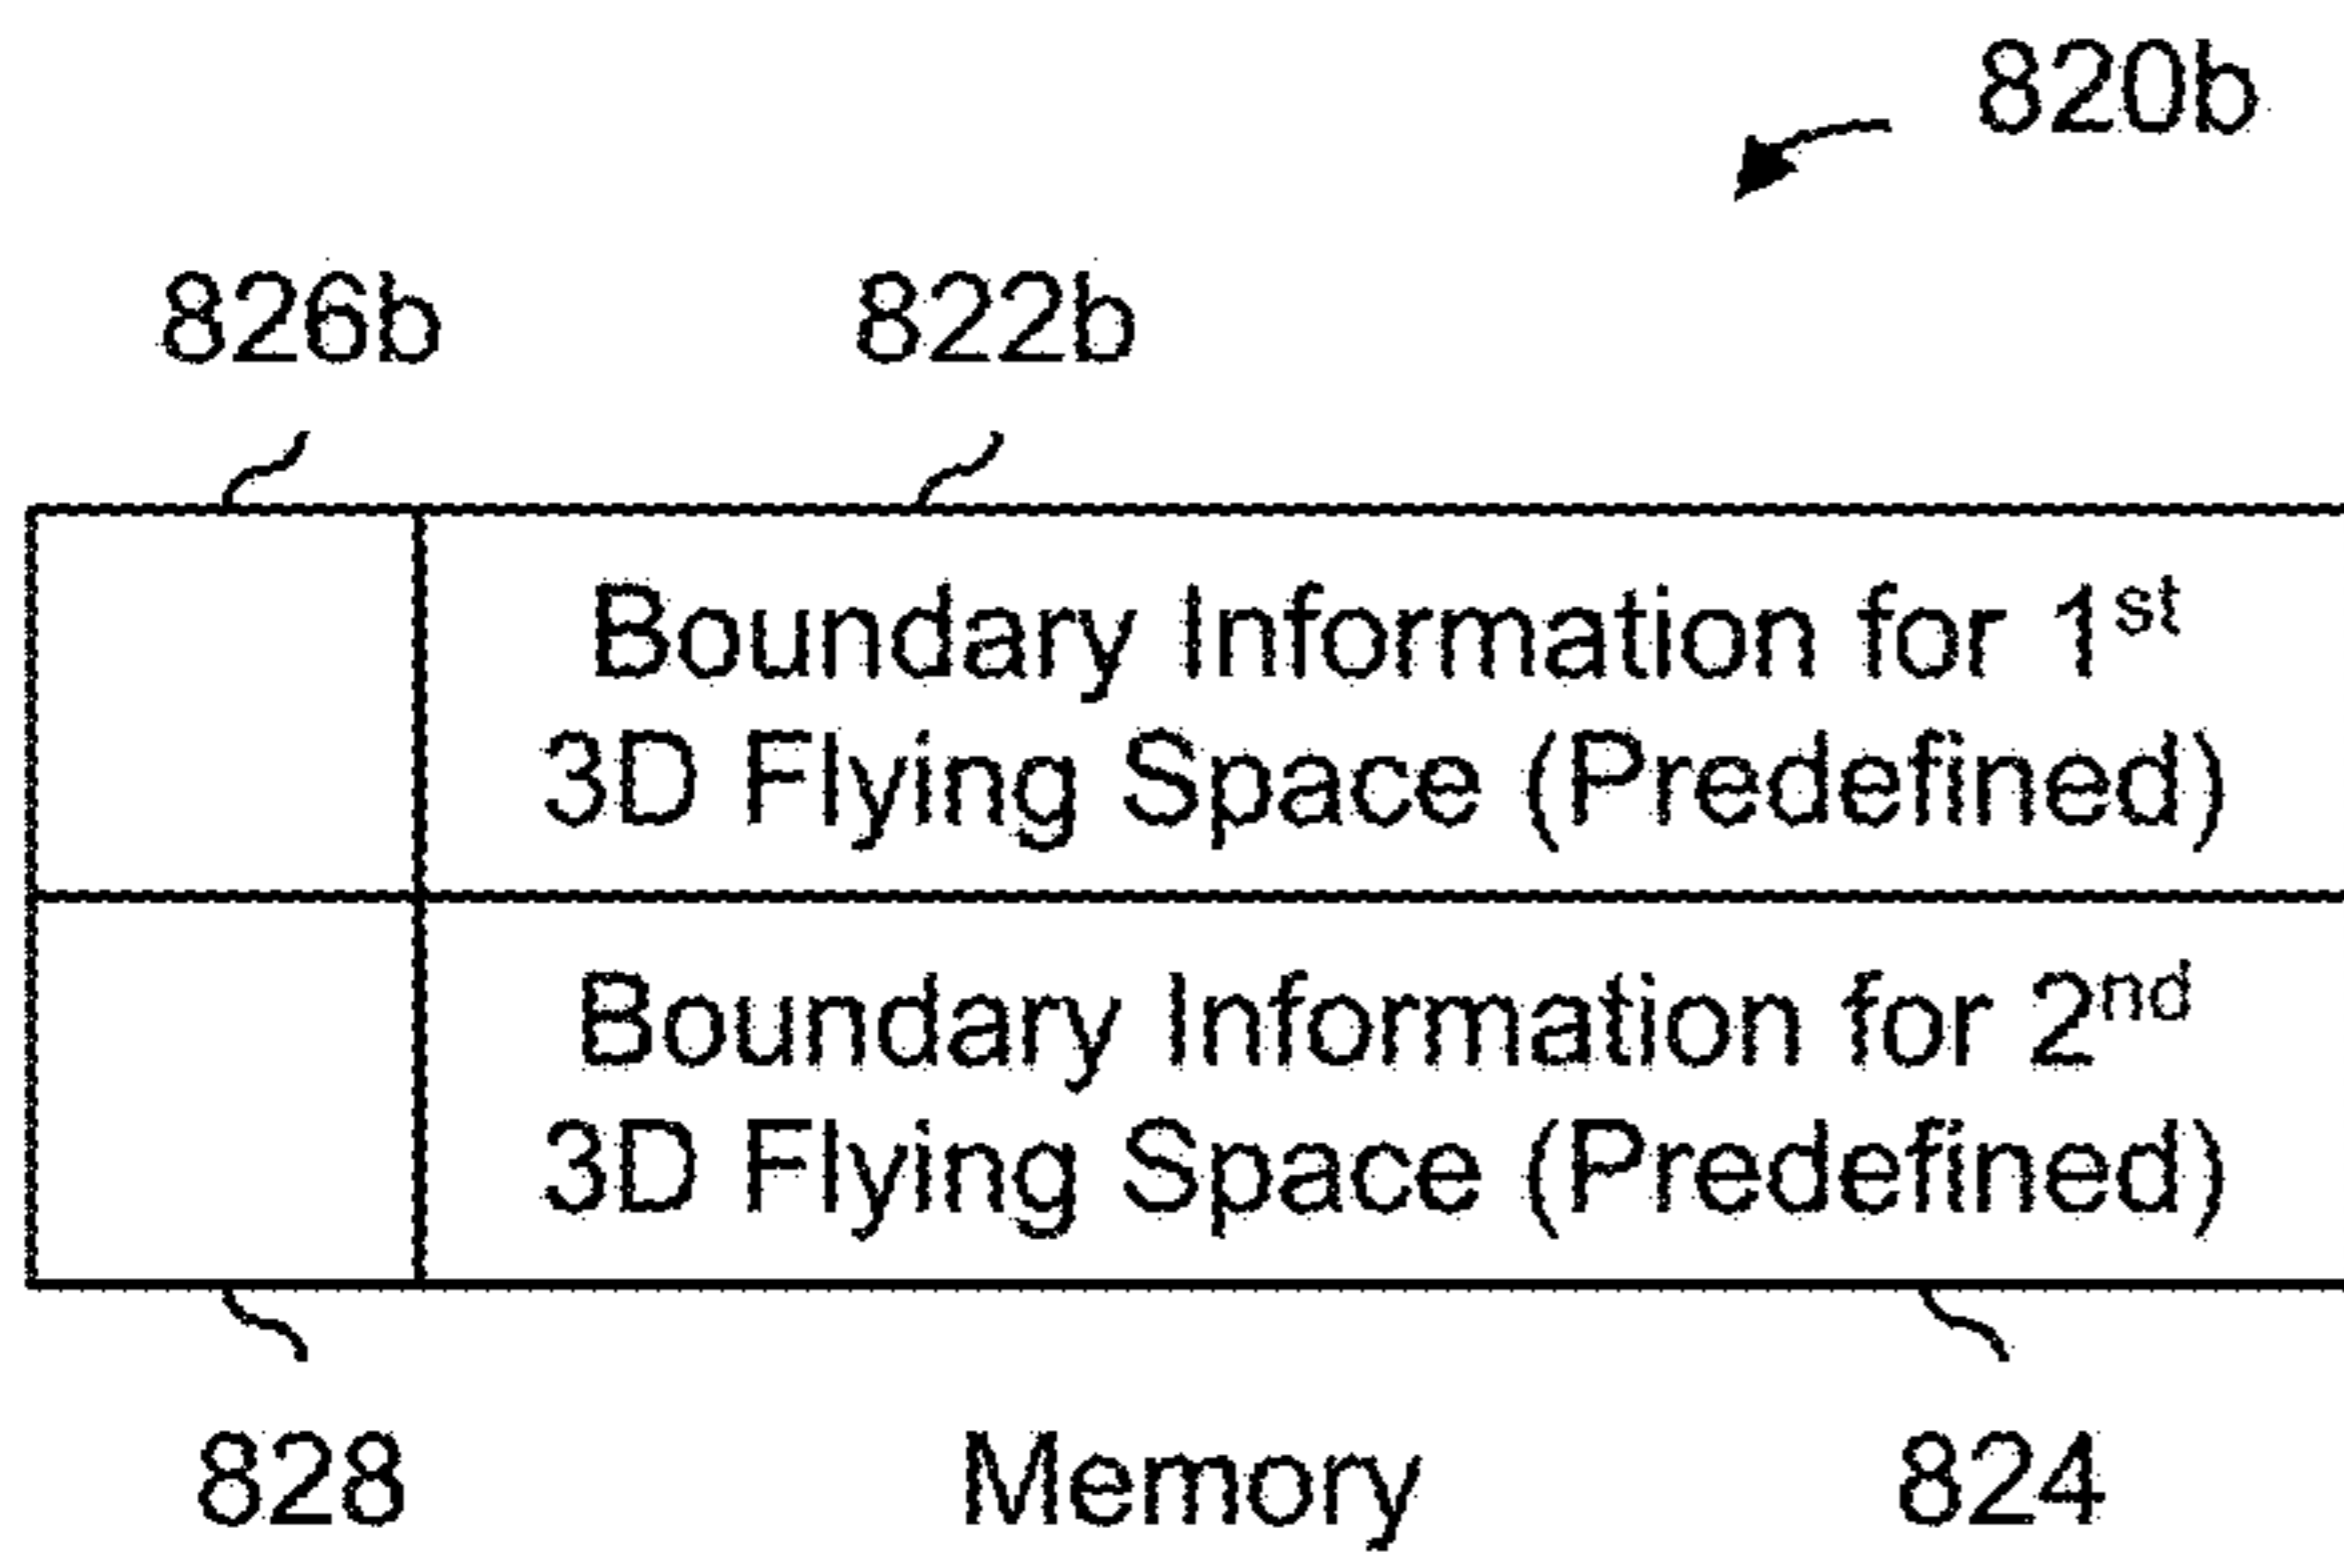 820b
826b 822b
Boundary Information for 1st
3D Flying Space (Predefined)
Boundary Information for 2nd
3D Flying Space (Predefined)
828 Memory 824